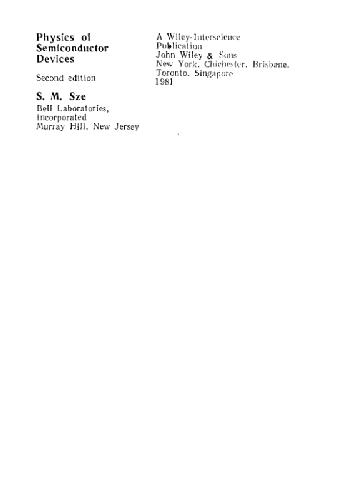 Physics of
Semiconductor
Devices
Second edition
S. M. Sze
Bell Laboratories,
Incorporated
Murray Hill, New Jersey
A Wiley-Interscience
Publication
John Wiley & Sons
New York, Chichester, Brisbane,
Toronto, Singapore
1981